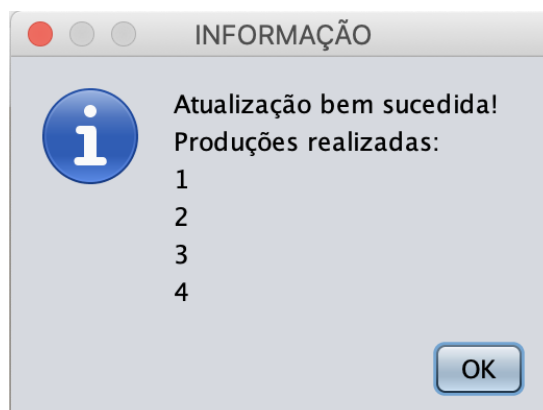 INFORMAÇÃO
Atualização bem sucedida!
Produções realizadas:
1
2
3
4
OK